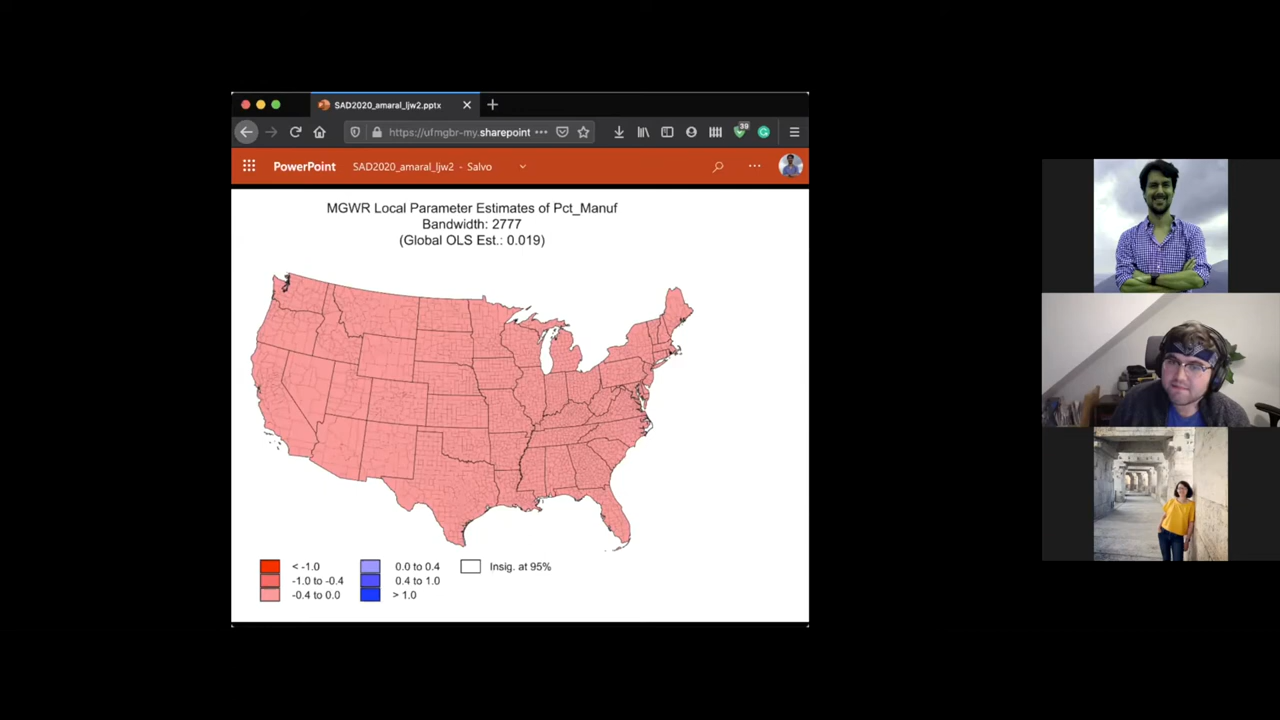 SAD2020_amaral_ljw2.pptx
https://ufmgbr-my.sharepoint
39
PowerPoint
SAD2020_amaral_ljw2 - Salvo
MGWR Local Parameter Estimates of Pct_Manuf
Bandwidth: 2777
(Global OLS Est.: 0.019)
< -1.0
-1.0 to -0.4
-0.4 to 0.0
0.0 to 0.4
0.4 to 1.0
> 1.0
Insig. at 95%